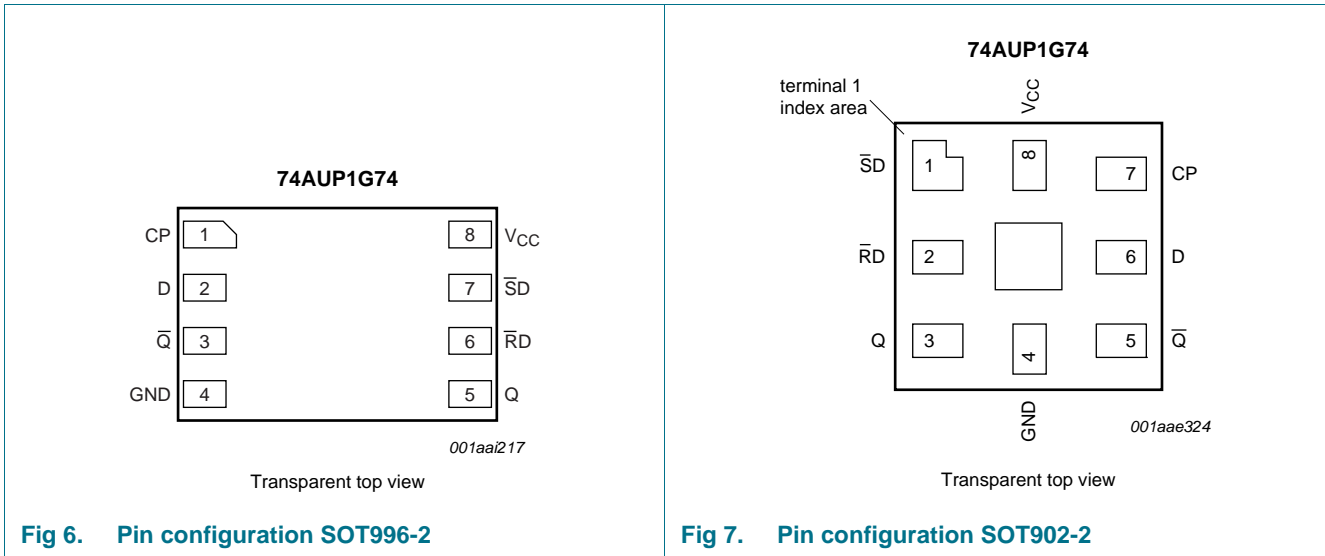 74AUP1G74
CP 1 8 VCC
D 2 7 S̅D
Q̅ 3 6 R̅D
GND 4 5 Q
001aai217
Transparent top view
Fig 6. Pin configuration SOT996-2
74AUP1G74
terminal 1
index area
VCC
S̅D 1 8 7 CP
R̅D 2 6 D
Q 3 4 5 Q̅
GND
001aae324
Transparent top view
Fig 7. Pin configuration SOT902-2